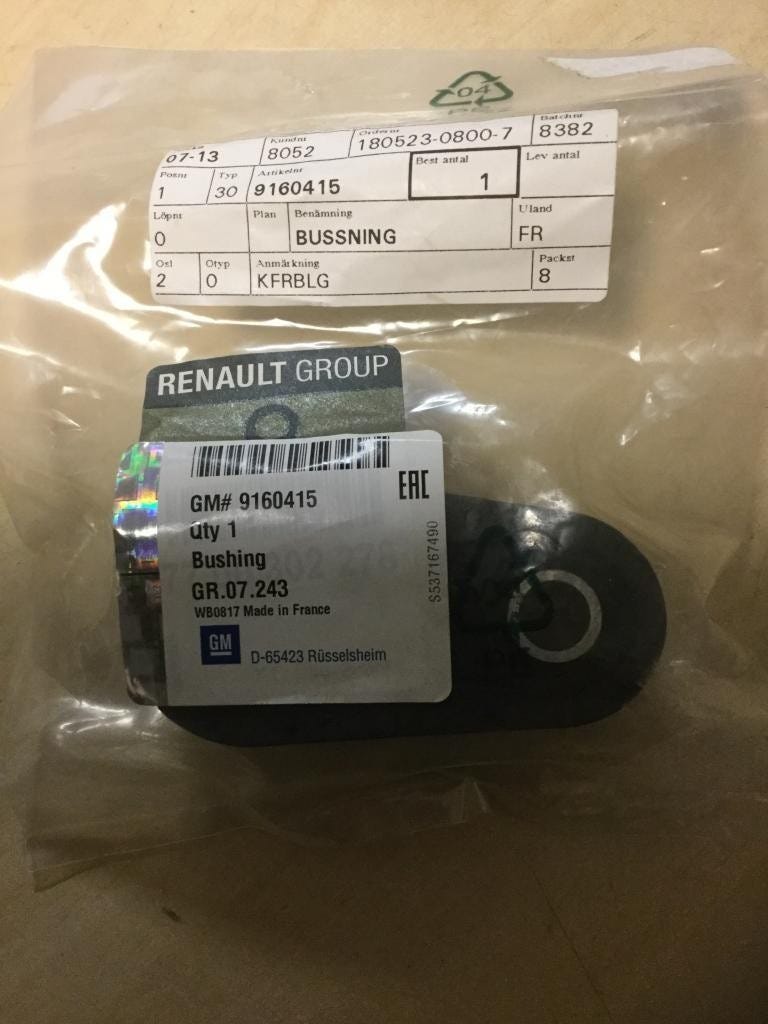 04
07-13
Kundnr
8052
Ordernr
180523-0800-7
Batchnr
8382
Posnr
1
Typ
30
Artikelnr
9160415
Best antal
1
Lev antal
Löpnr
0
Plan
Benämning
BUSSNING
Uland
FR
Osl
2
Otyp
0
Anmärkning
KFRBLG
Packst
8
RENAULT GROUP
EAC
GM# 9160415
Qty 1
Bushing
GR.07.243
WB0817 Made in France
GM
D-65423 Rüsselsheim
S537167490